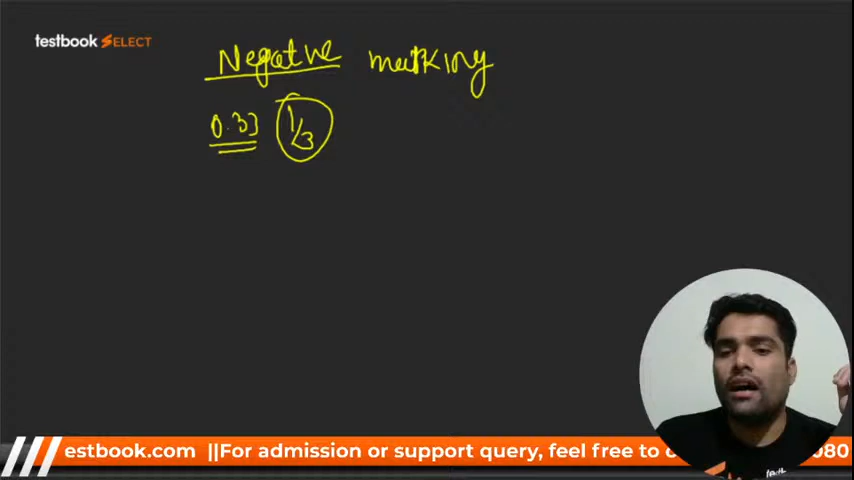 testbook SELECT
Negative marking
0.33 1/3
estbook.com ||For admission or support query, feel free to c 080